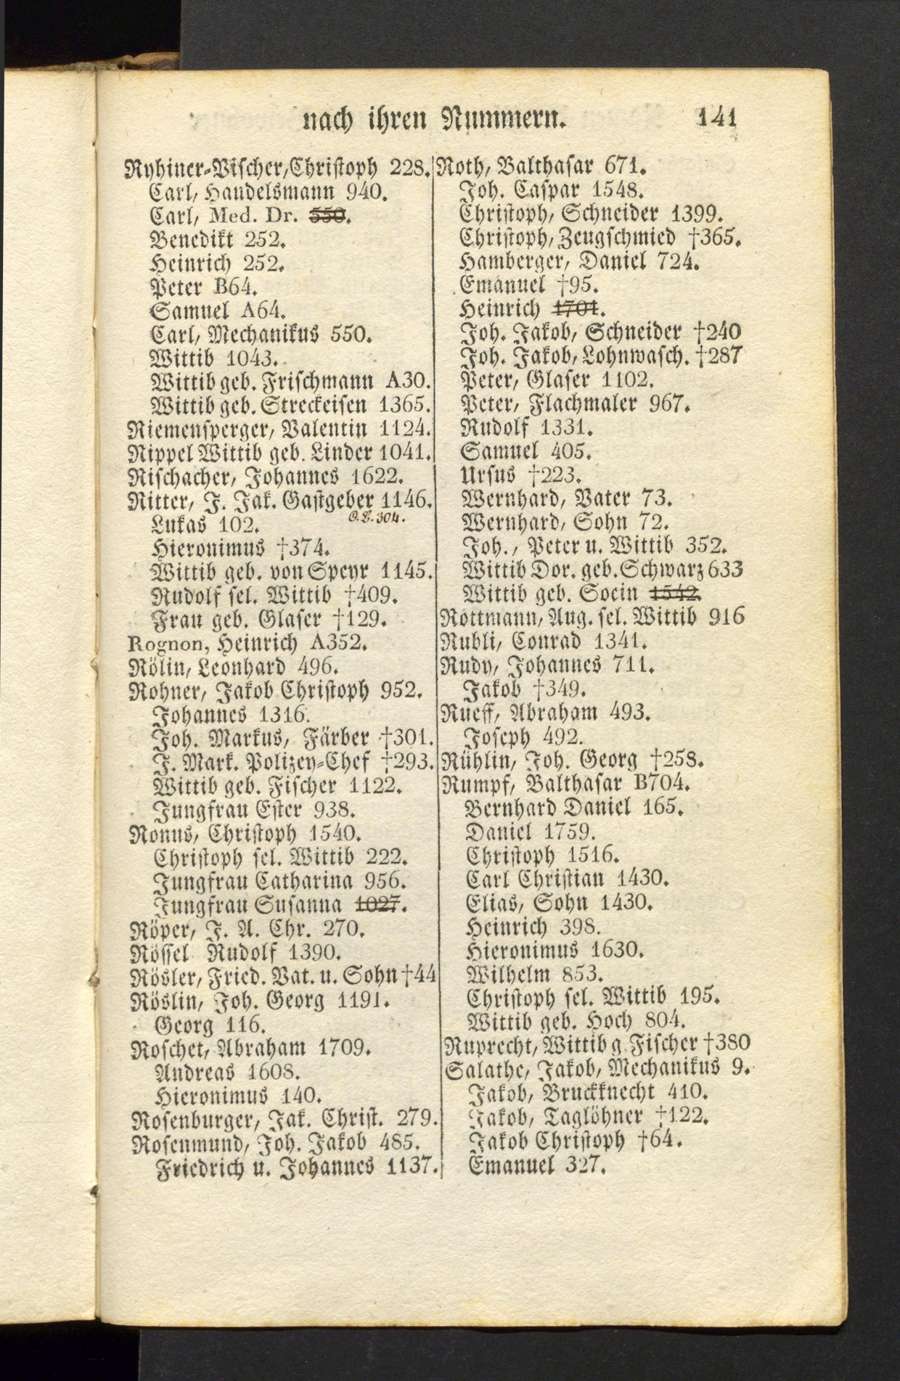 nach ihren Nummern. 141
Ryhiner-Vischer, Christoph 228.
Carl, Handelsmann 940.
Carl, Med. Dr. 550.
Benedikt 252.
Heinrich 252.
Peter B64.
Samuel A64.
Carl, Mechanikus 550.
Wittib 1043.
Wittib geb. Frischmann A30.
Wittib geb. Streckeisen 1365.
Riemensperger, Valentin 1124.
Rippel Wittib geb. Linder 1041.
Rischacher, Johannes 1622.
Ritter, J. Jak. Gastgeber 1146.
Lukas 102.
Hieronimus †374.
Wittib geb. von Speyr 1145.
Rudolf sel. Wittib †409.
Frau geb. Glaser †129.
Rognon, Heinrich A352.
Rölin, Leonhard 496.
Rohner, Jakob Christoph 952.
Johannes 1316.
Joh. Markus, Färber †301.
J. Mark. Polizey-Chef †293.
Wittib geb. Fischer 1122.
Jungfrau Ester 938.
Ronus, Christoph 1540.
Christoph sel. Wittib 222.
Jungfrau Catharina 956.
Jungfrau Susanna 1027.
Röper, J. A. Chr. 270.
Rössel Rudolf 1390.
Rösler, Fried. Vat. u. Sohn †44
Röslin, Joh. Georg 1191.
Georg 116.
Roschet, Abraham 1709.
Andreas 1608.
Hieronimus 140.
Rosenburger, Jak. Christ. 279.
Rosenmund, Joh. Jakob 485.
Friedrich u. Johannes 1137.
Roth, Balthasar 671.
Joh. Caspar 1548.
Christoph, Schneider 1399.
Christoph, Zeugschmied †365.
Hamberger, Daniel 724.
Emanuel †95.
Heinrich 1701.
Joh. Jakob, Schneider †240
Joh. Jakob, Lohnwasch. †287
Peter, Glaser 1102.
Peter, Flachmaler 967.
Rudolf 1331.
Samuel 405.
Ursus †223.
Wernhard, Vater 73.
Wernhard, Sohn 72.
Joh., Peter u. Wittib 352.
Wittib Dor. geb. Schwarz 633
Wittib geb. Socin 1542.
Rottmann, Aug. sel. Wittib 916
Rubli, Conrad 1341.
Rudy, Johannes 711.
Jakob †349.
Rueff, Abraham 493.
Joseph 492.
Rühlin, Joh. Georg †258.
Rumpf, Balthasar B704.
Bernhard Daniel 165.
Daniel 1759.
Christoph 1516.
Carl Christian 1430.
Elias, Sohn 1430.
Heinrich 398.
Hieronimus 1630.
Wilhelm 853.
Christoph sel. Wittib 195.
Wittib geb. Hoch 804.
Ruprecht, Wittib g. Fischer †380
Salathe, Jakob, Mechanikus 9.
Jakob, Bruckknecht 410.
Jakob, Taglöhner †122.
Jakob Christoph †64.
Emanuel 327.